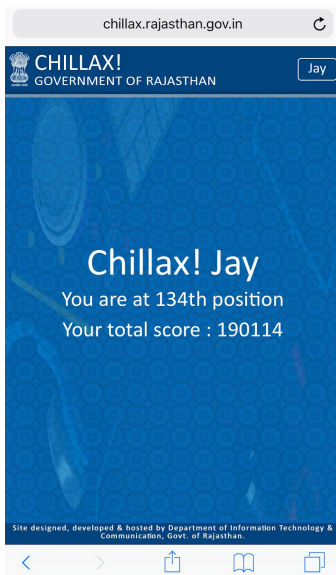 chillax.rajasthan.gov.in
CHILLAX!
GOVERNMENT OF RAJASTHAN
Jay
Chillax! Jay
You are at 134th position
Your total score : 190114
Site designed, developed & hosted by Department of Information Technology &
Communication, Govt. of Rajasthan.